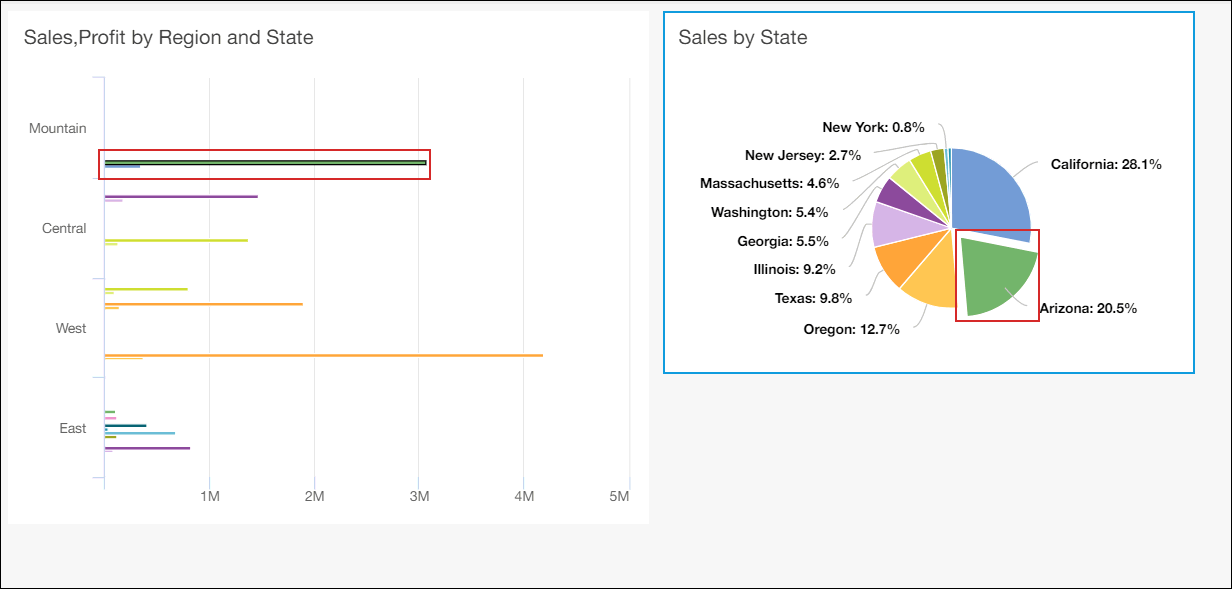 Sales,Profit by Region and State
Mountain
Central
West
East
1M
2M
3M
4M
5M
Sales by State
New York: 0.8%
New Jersey: 2.7%
Massachusetts: 4.6%
Washington: 5.4%
Georgia: 5.5%
Illinois: 9.2%
Texas: 9.8%
Oregon: 12.7%
California: 28.1%
Arizona: 20.5%